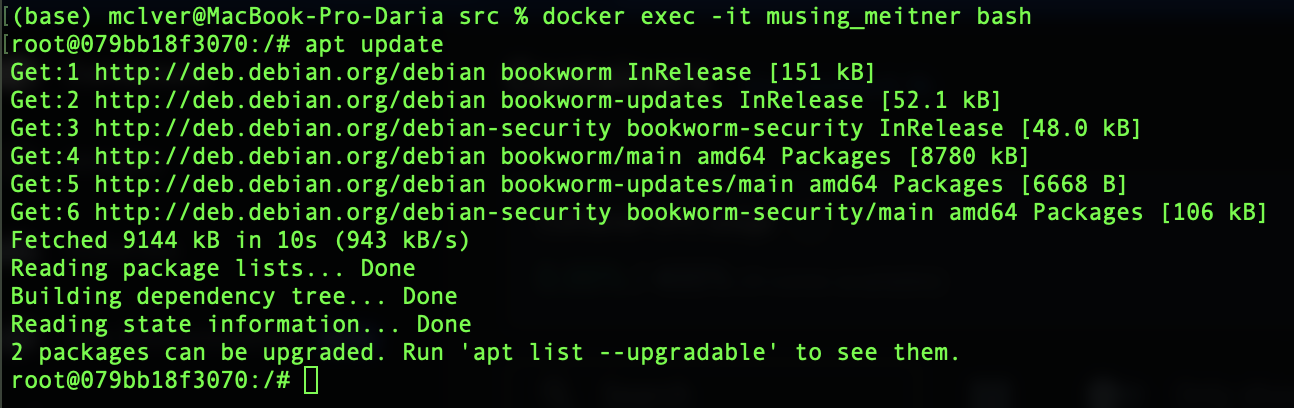 [(base) mclver@MacBook-Pro-Daria src % docker exec -it musing_meitner bash
[root@079bb18f3070:/# apt update
Get:1 http://deb.debian.org/debian bookworm InRelease [151 kB]
Get:2 http://deb.debian.org/debian bookworm-updates InRelease [52.1 kB]
Get:3 http://deb.debian.org/debian-security bookworm-security InRelease [48.0 kB]
Get:4 http://deb.debian.org/debian bookworm/main amd64 Packages [8780 kB]
Get:5 http://deb.debian.org/debian bookworm-updates/main amd64 Packages [6668 B]
Get:6 http://deb.debian.org/debian-security bookworm-security/main amd64 Packages [106 kB]
Fetched 9144 kB in 10s (943 kB/s)
Reading package lists... Done
Building dependency tree... Done
Reading state information... Done
2 packages can be upgraded. Run 'apt list --upgradable' to see them.
root@079bb18f3070:/#